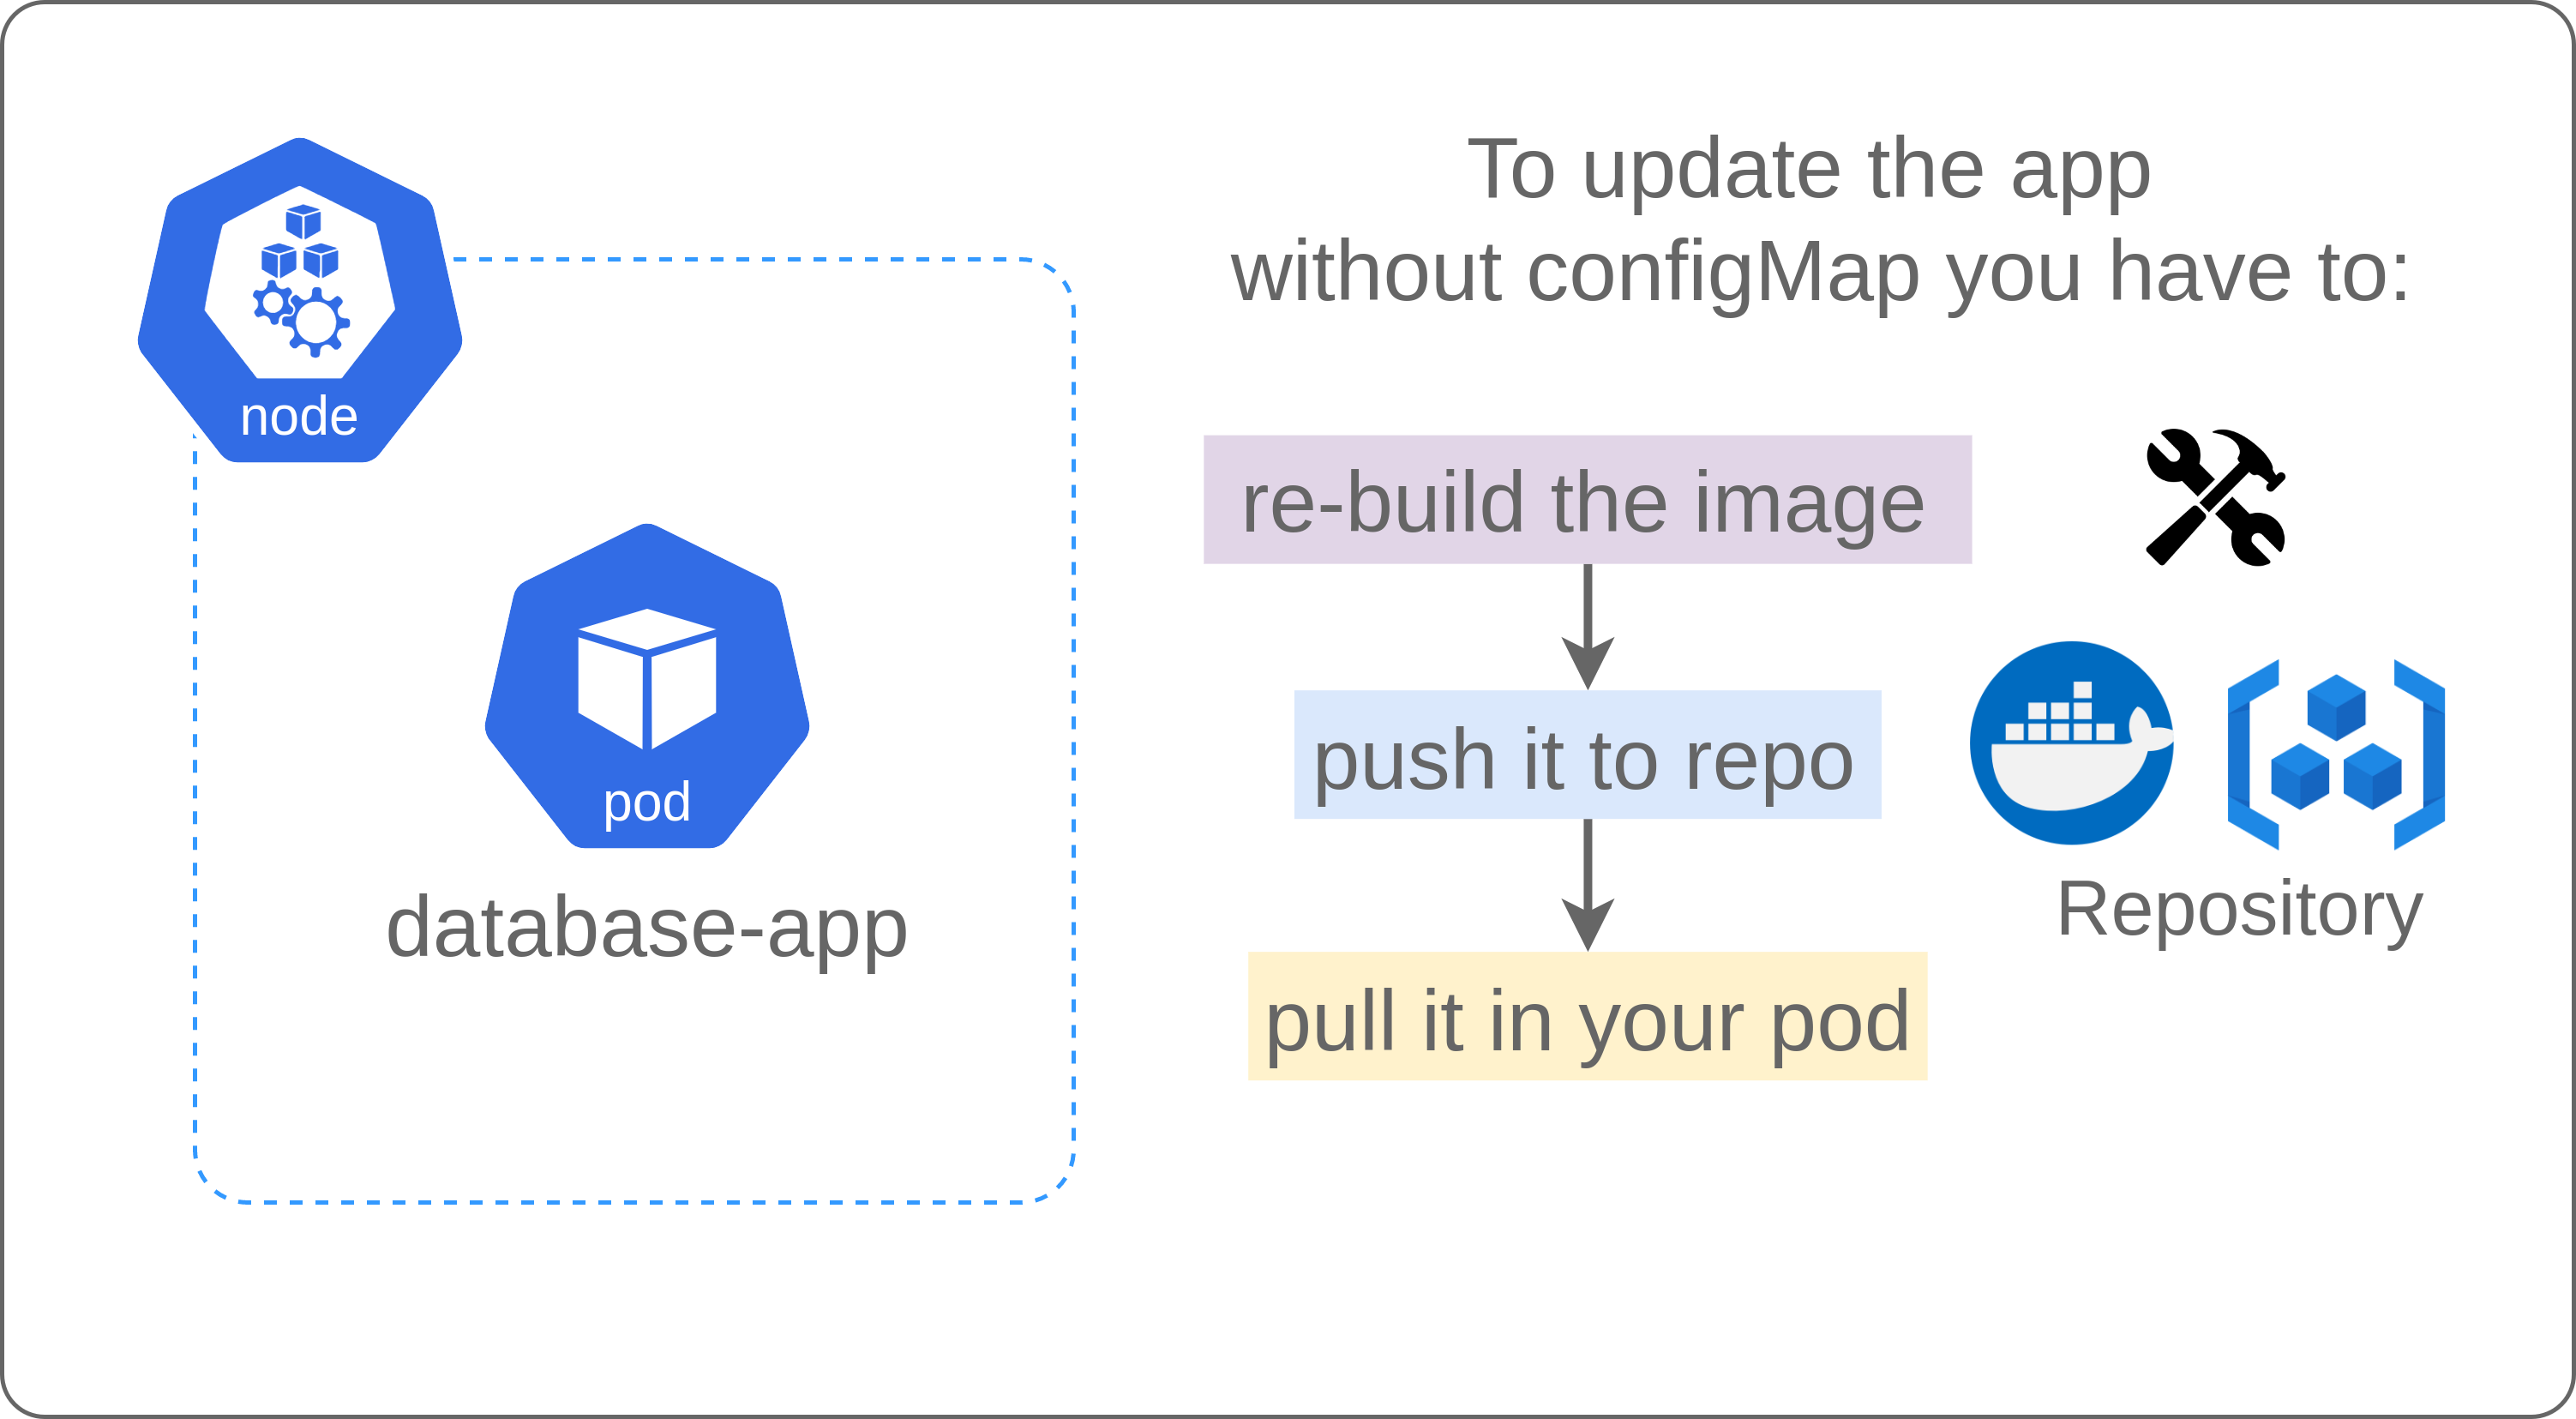 node
pod
database-app
To update the app
without configMap you have to:
re-build the image
push it to repo
Repository
pull it in your pod